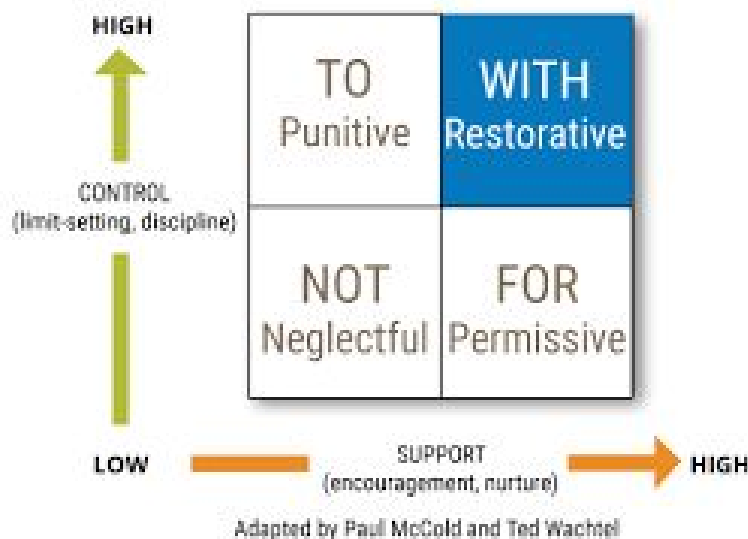 HIGH
TO
Punitive
WITH
Restorative
CONTROL
(limit-setting, discipline)
NOT
Neglectful
FOR
Permissive
LOW
SUPPORT
(encouragement, nurture)
HIGH
Adapted by Paul McCold and Ted Wachtel